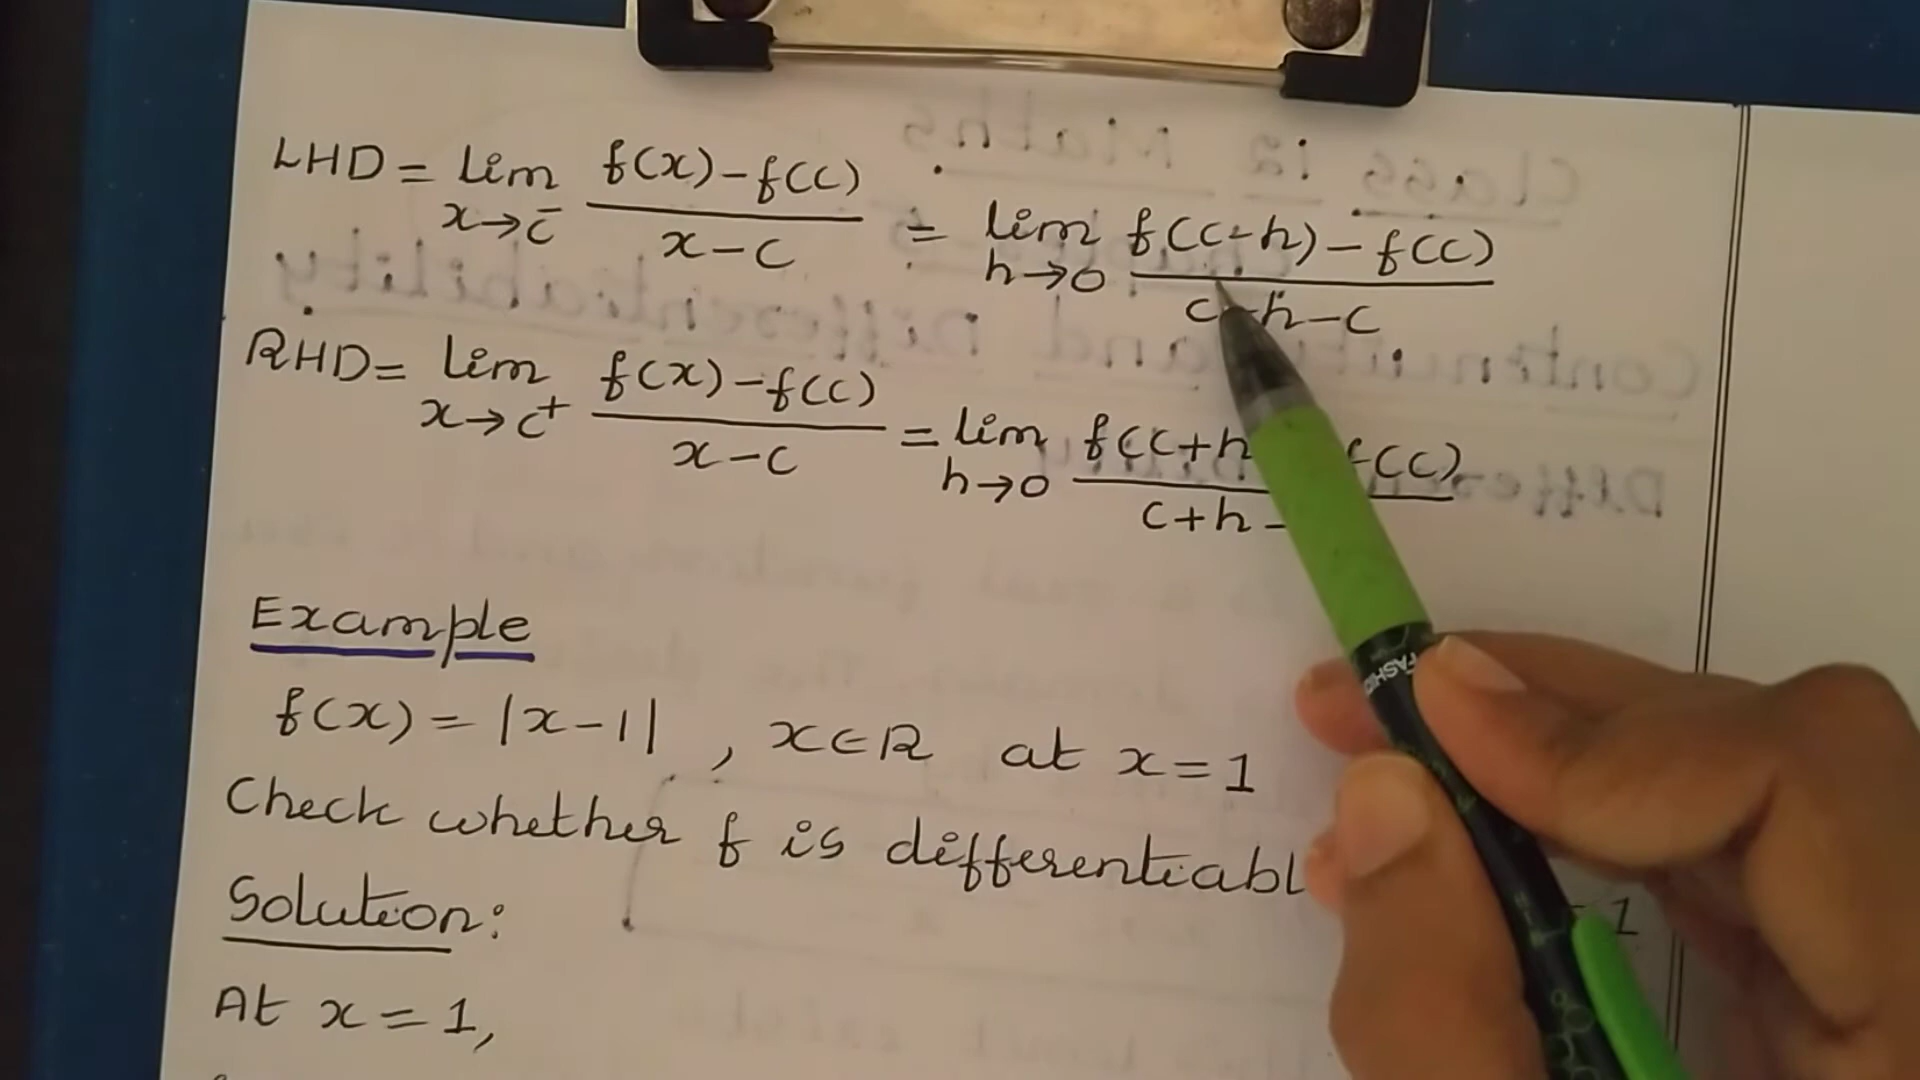 LHD = lim x→c⁻ f(x)-f(c) / x-c = lim h→0 f(c-h)-f(c) / c-h-c
RHD = lim x→c⁺ f(x)-f(c) / x-c = lim h→0 f(c+h f(c) / c+h-
Example
f(x) = |x-1| , x∈R at x=1
Check whether f is differentiabl =1
Solution:
At x=1,